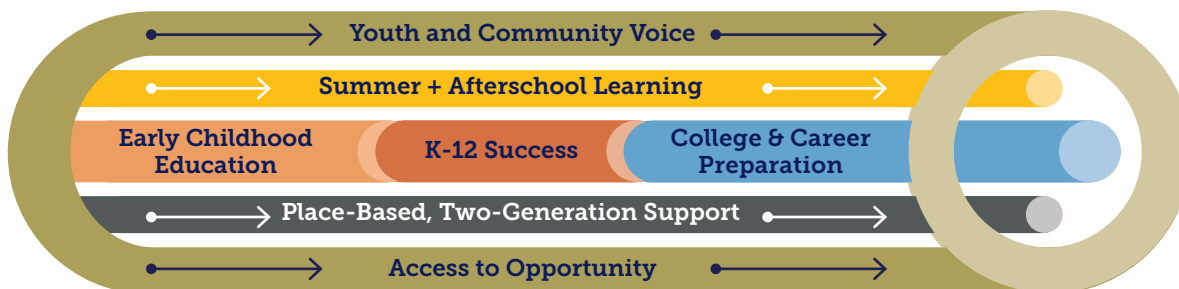 Youth and Community Voice
Summer + Afterschool Learning
Early Childhood
Education
K-12 Success
College & Career
Preparation
Place-Based, Two-Generation Support
Access to Opportunity